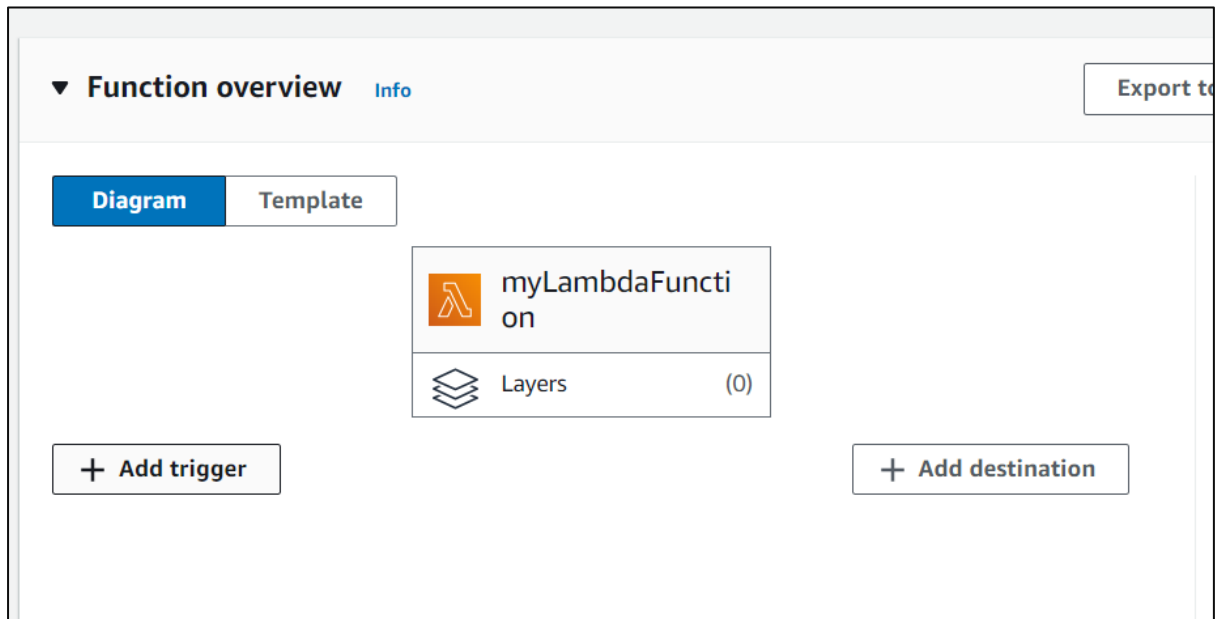 Function overview Info
Export to
Diagram Template
myLambdaFuncti
on
Layers (0)
+ Add trigger
+ Add destination